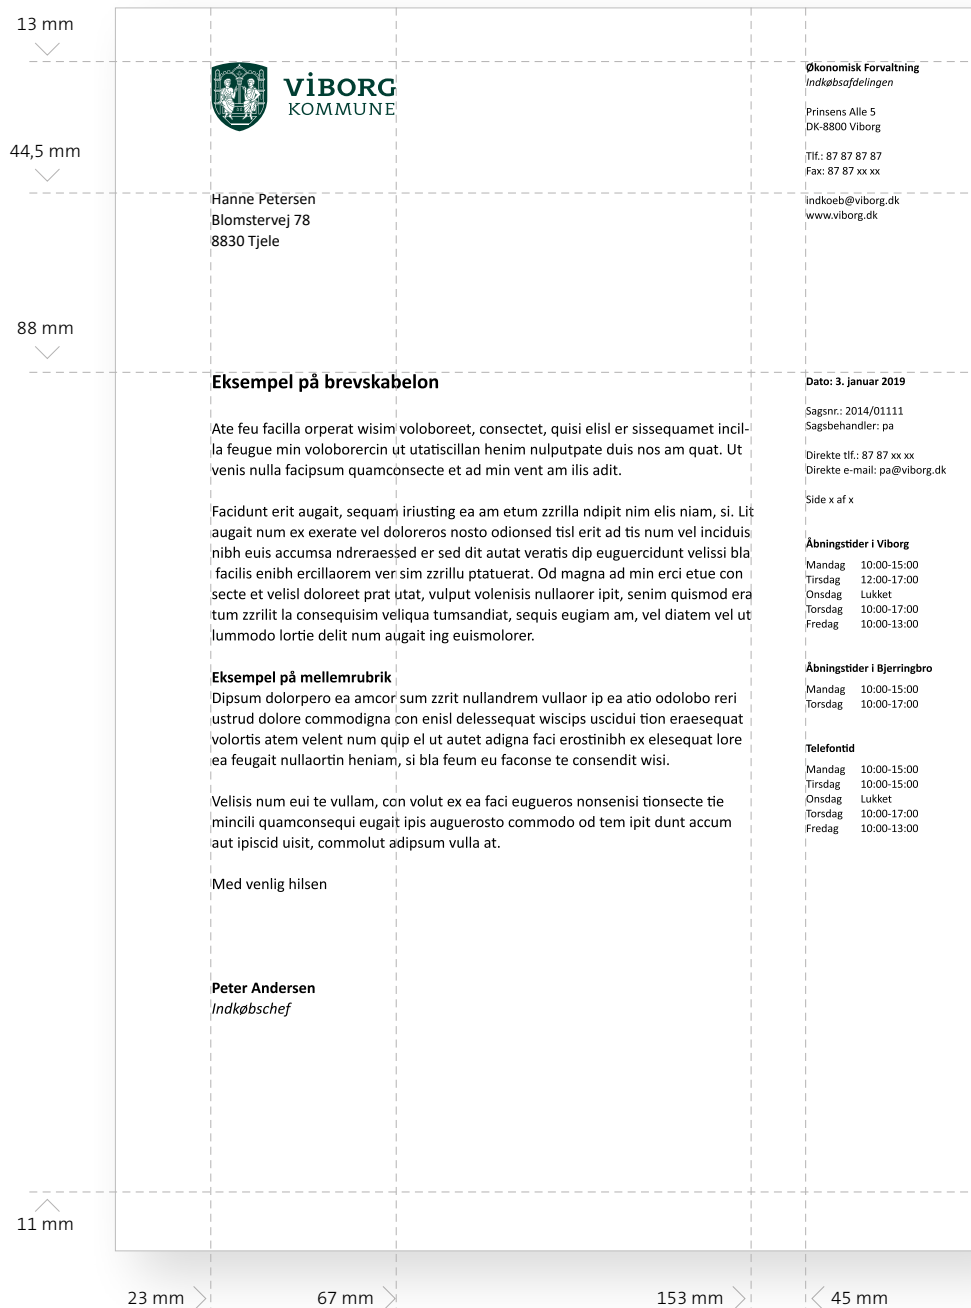 13 mm
44,5 mm
88 mm
11 mm
23 mm
67 mm
153 mm
45 mm
VIBORG
KOMMUNE
Hanne Petersen
Blomstervej 78
8830 Tjele
Eksempel på brevskabelon
Ate feu facilla orperat wisim voloboreet, consectet, quisi elisl er sissequamet incil-
la feugue min voloborercin ut utatiscillan henim nulputpate duis nos am quat. Ut
venis nulla facipsum quamconsecte et ad min vent am ilis adit.
Facidunt erit augait, sequam iriusting ea am etum zzrilla ndipit nim elis niam, si. Lit
augait num ex exerate vel doloreros nosto odionsed tisl erit ad tis num vel inciduis
nibh euis accumsa ndreraessed er sed dit autat veratis dip euguercidunt velissi bla
facilis enibh ercillaorem ver sim zzrillu ptatuerat. Od magna ad min erci etue con
secte et velisl doloreet prat utat, vulput volenisis nullaorer ipit, senim quismod era
tum zzrilit la consequisim veliqua tumsandiat, sequis eugiam am, vel diatem vel ut
lummodo lortie delit num augait ing euismolorer.
Eksempel på mellemrubrik
Dipsum dolorpero ea amcor sum zzrit nullandrem vullaor ip ea atio odolobo reri
ustrud dolore commodigna con enisl delessequat wiscips uscidui tion eraesequat
volortis atem velent num quip el ut autet adigna faci erostinibh ex elesequat lore
ea feugait nullaortin heniam, si bla feum eu faconse te consendit wisi.
Velisis num eui te vullam, con volut ex ea faci eugueros nonsenisi tionsecte tie
mincili quamconsequi eugait ipis auguerosto commodo od tem ipit dunt accum
aut ipiscid uisit, commolut adipsum vulla at.
Med venlig hilsen
Peter Andersen
Indkøbschef
Økonomisk Forvaltning
Indkøbsafdelingen
Prinsens Alle 5
DK-8800 Viborg
Tlf.: 87 87 87 87
Fax: 87 87 xx xx
indkoeb@viborg.dk
www.viborg.dk
Dato: 3. januar 2019
Sagsnr.: 2014/01111
Sagsbehandler: pa
Direkte tlf.: 87 87 xx xx
Direkte e-mail: pa@viborg.dk
Side x af x
Åbningstider i Viborg
Mandag 10:00-15:00
Tirsdag 12:00-17:00
Onsdag Lukket
Torsdag 10:00-17:00
Fredag 10:00-13:00
Åbningstider i Bjerringbro
Mandag 10:00-15:00
Torsdag 10:00-17:00
Telefontid
Mandag 10:00-15:00
Tirsdag 10:00-15:00
Onsdag Lukket
Torsdag 10:00-17:00
Fredag 10:00-13:00